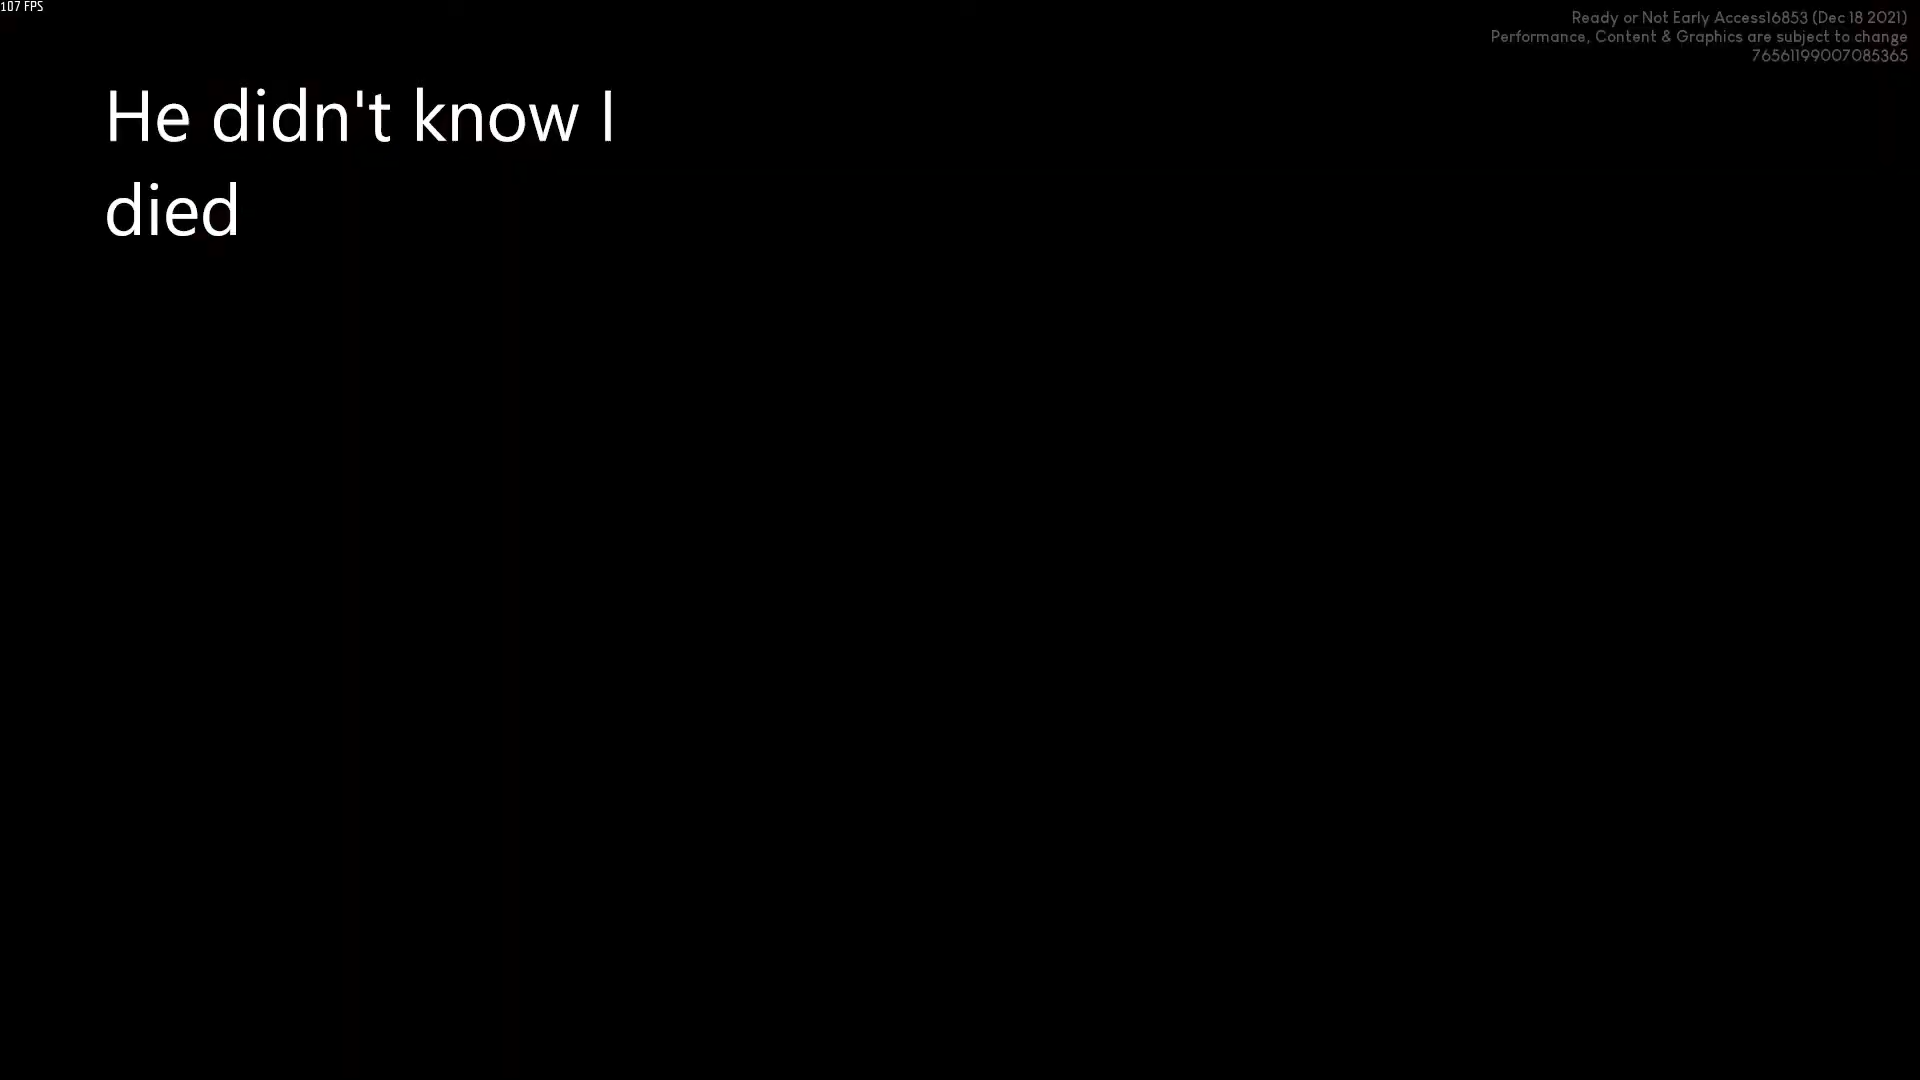 107 FPS
Ready or Not Early Access16853 (Dec 18 2021)
Performance, Content & Graphics are subject to change
76561199007085365
He didn't know I
died